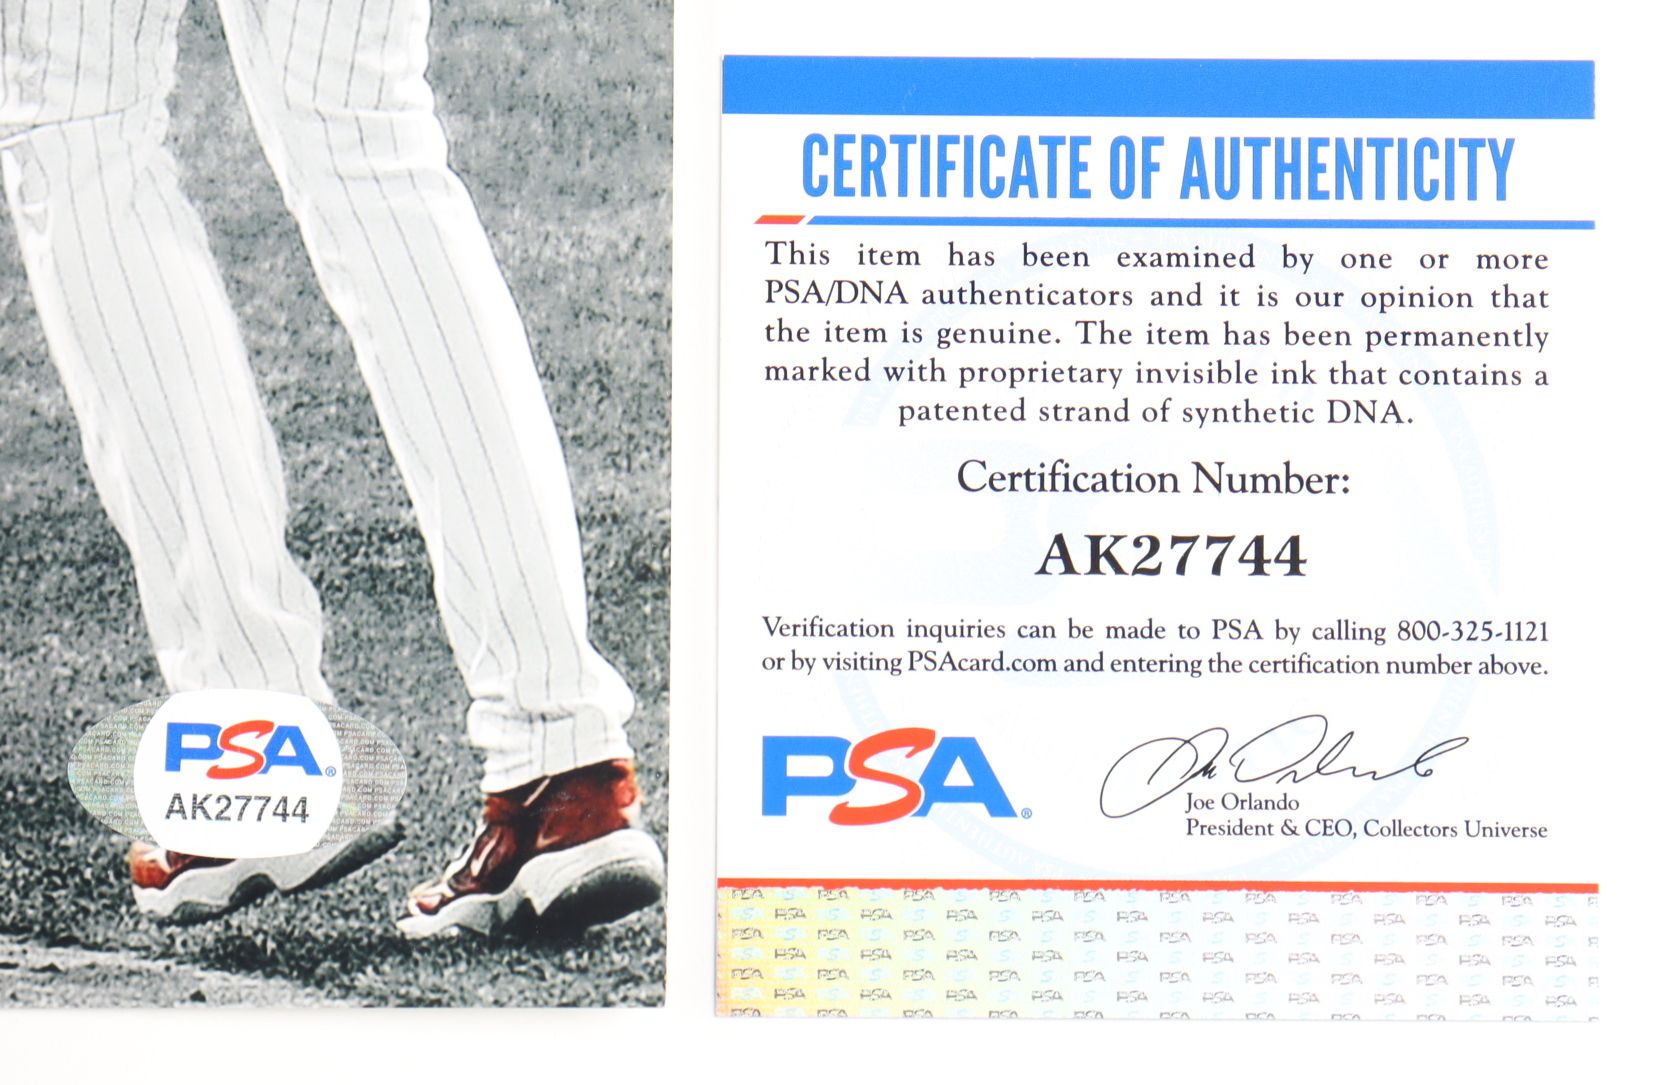 CERTIFICATE OF AUTHENTICITY
This item has been examined by one or more
PSA/DNA authenticators and it is our opinion that
the item is genuine. The item has been permanently
marked with proprietary invisible ink that contains a
patented strand of synthetic DNA.
Certification Number:
AK27744
Verification inquiries can be made to PSA by calling 800-325-1121
or by visiting PSAcard.com and entering the certification number above.
PSA®
Joe Orlando
President & CEO, Collectors Universe
PSA®
AK27744